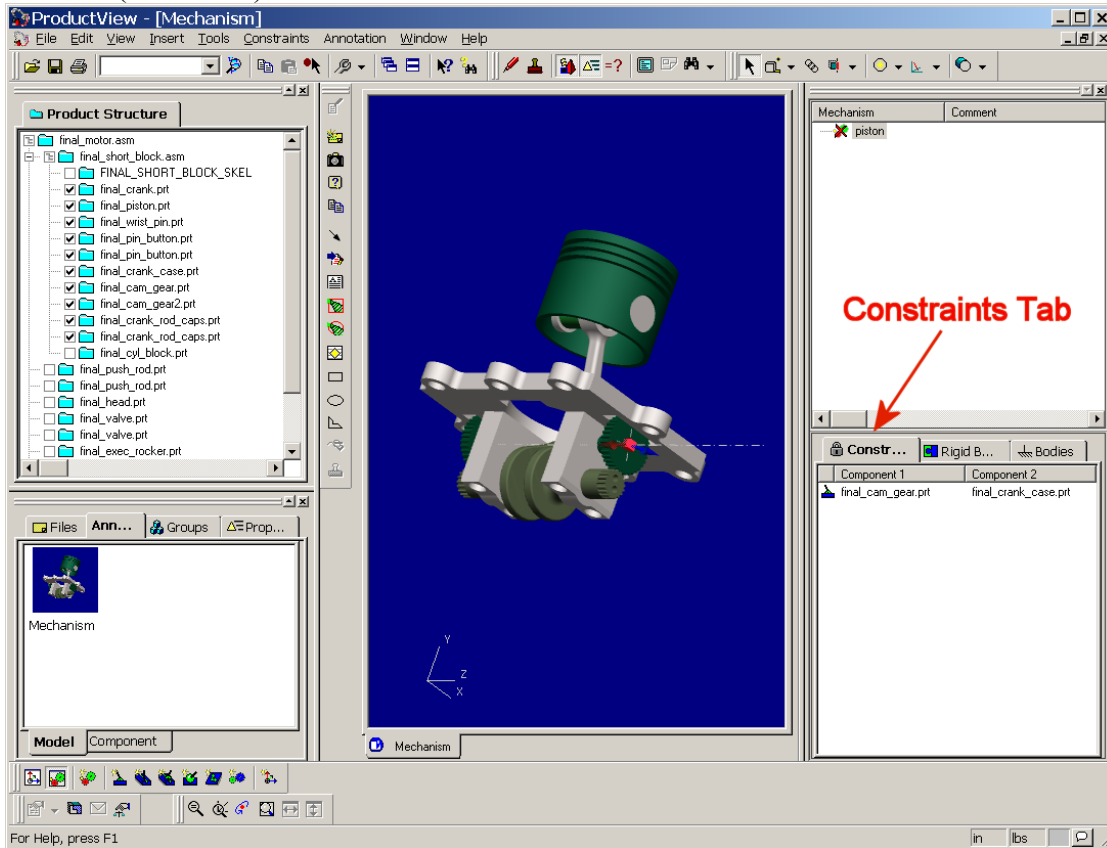 ProductView - [Mechanism]
File Edit View Insert Tools Constraints Annotation Window Help
=?
Product Structure
final_motor.asm
final_short_block.asm
FINAL_SHORT_BLOCK_SKEL
final_crank.prt
final_piston.prt
final_wrist_pin.prt
final_pin_button.prt
final_pin_button.prt
final_crank_case.prt
final_cam_gear.prt
final_cam_gear2.prt
final_crank_rod_caps.prt
final_crank_rod_caps.prt
final_cyl_block.prt
final_push_rod.prt
final_push_rod.prt
final_head.prt
final_valve.prt
final_valve.prt
final_exec_rocker.prt
Files Ann... Groups Prop...
Mechanism
Model Component
Y
Z
X
Mechanism
Mechanism Comment
piston
Constraints Tab
Constr... Rigid B... Bodies
Component 1 Component 2
final_cam_gear.prt final_crank_case.prt
For Help, press F1
in lbs